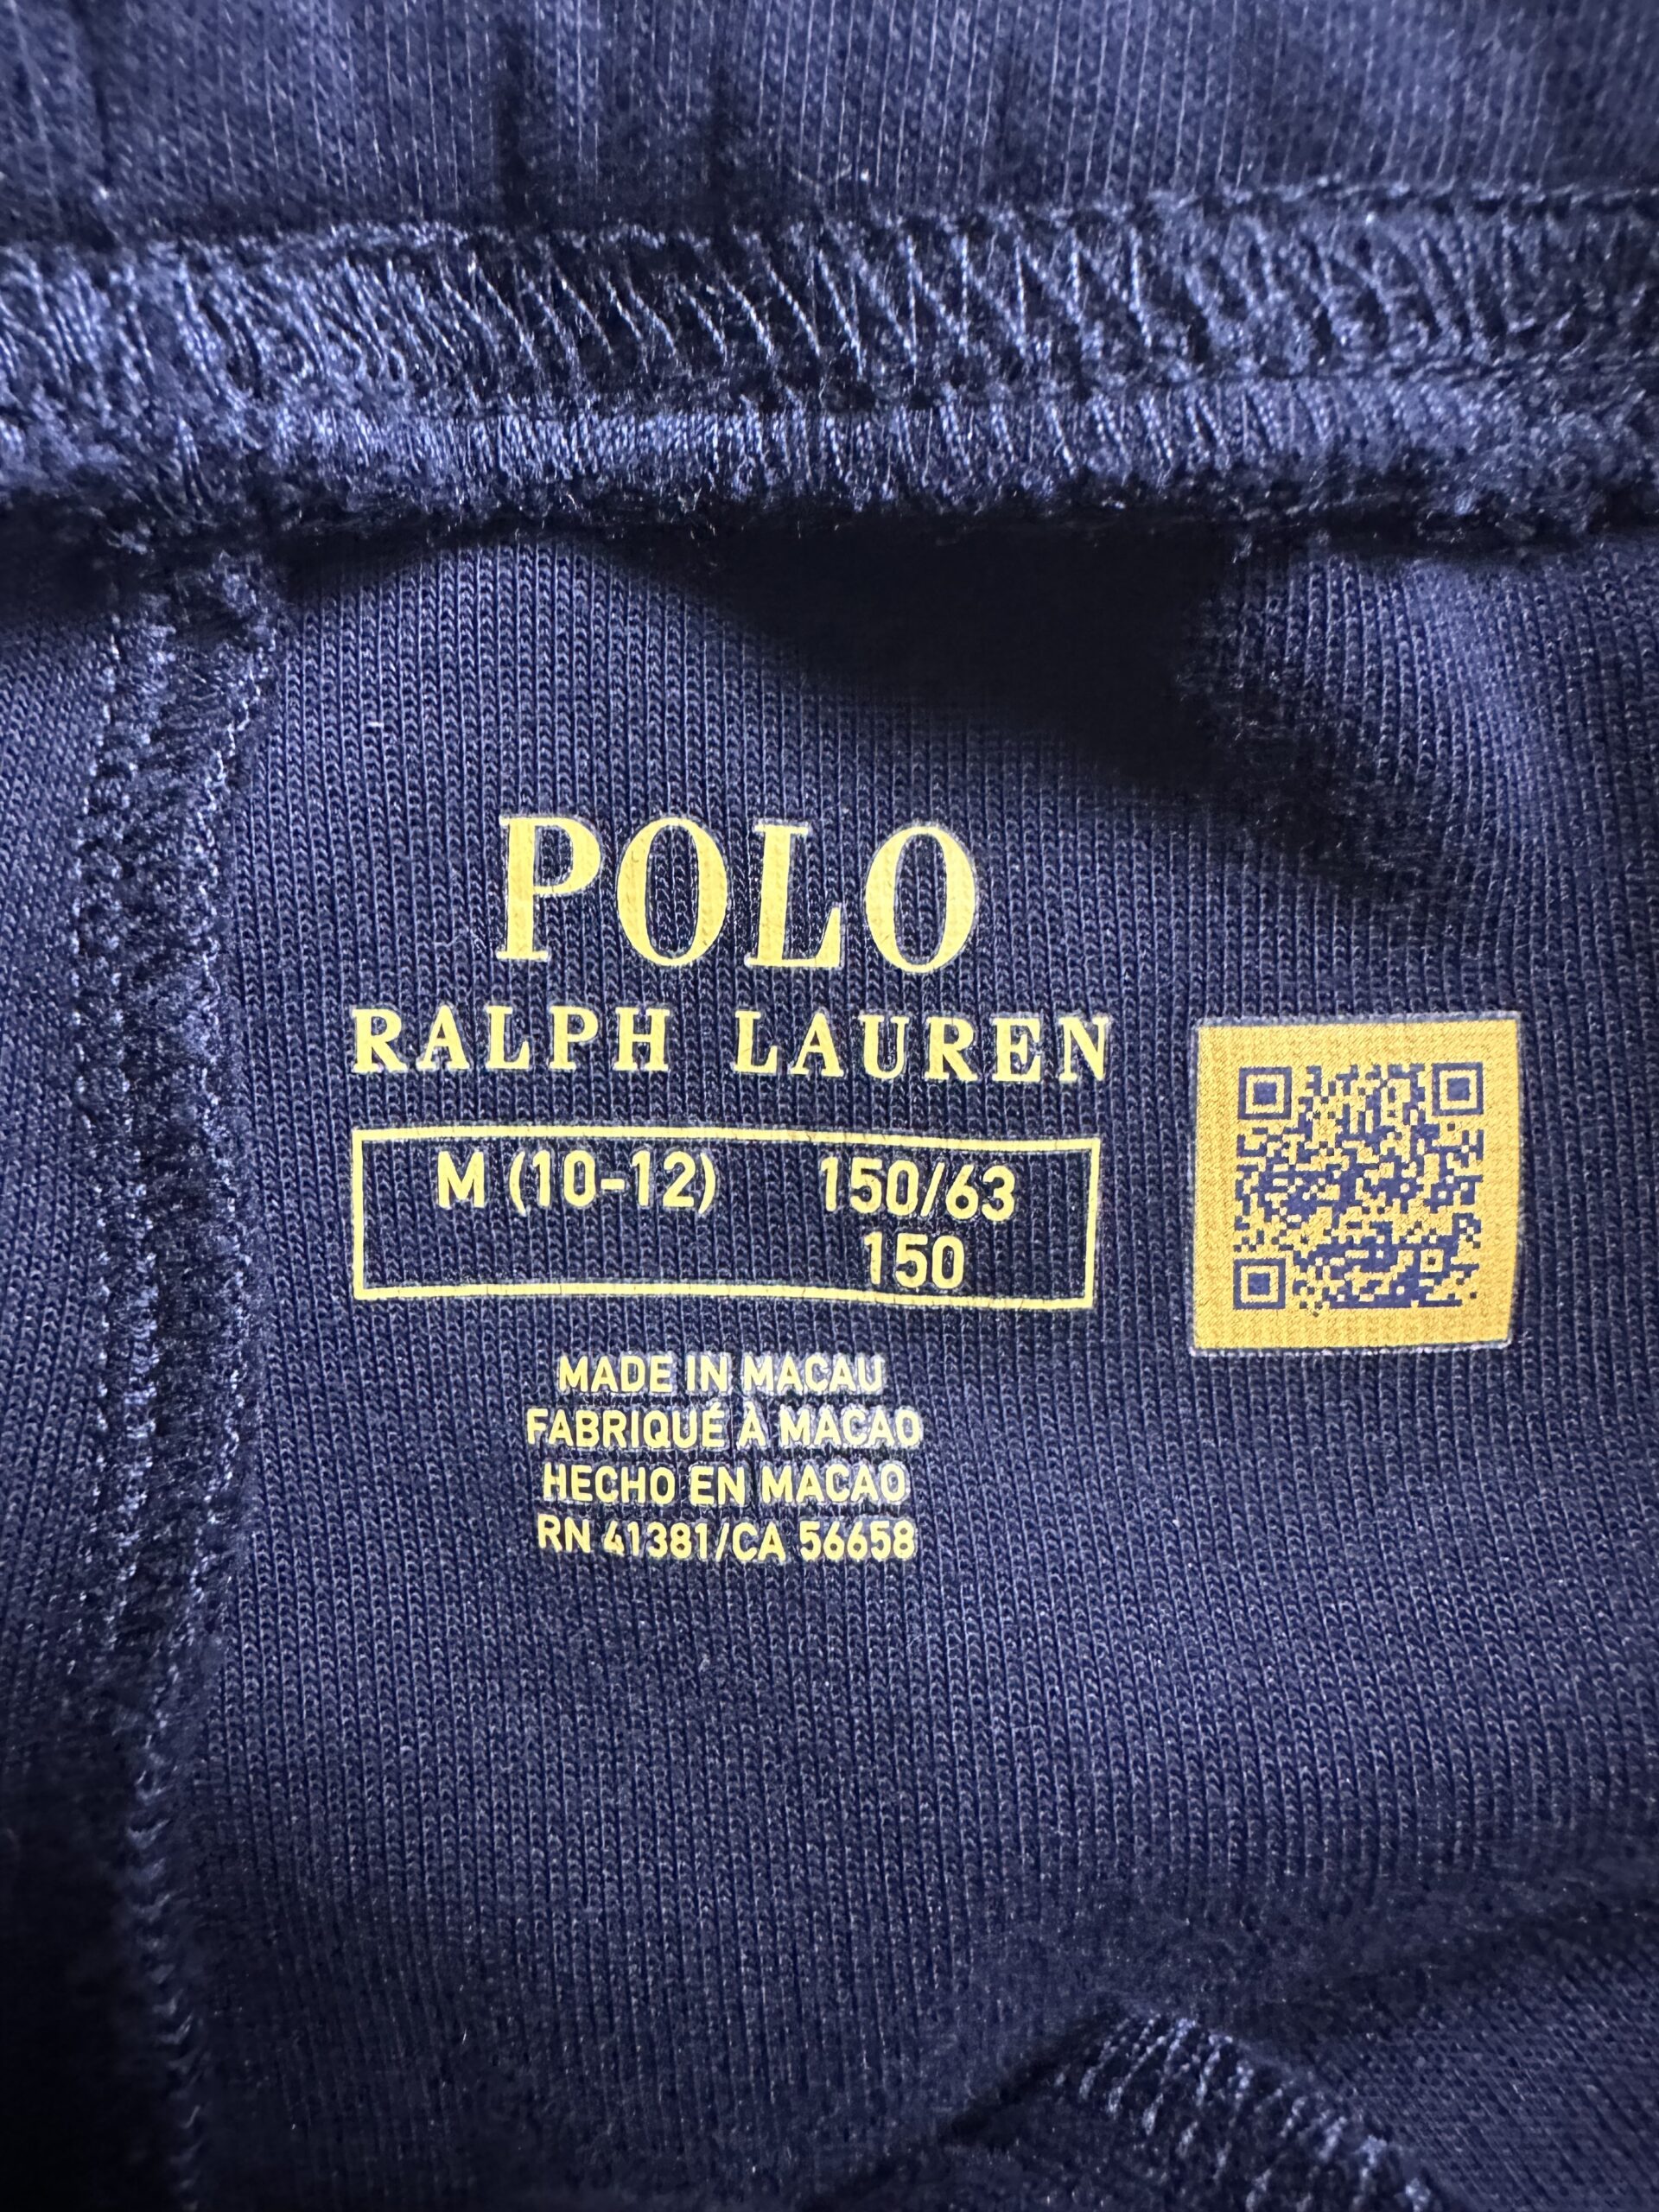 POLO
RALPH LAUREN
M (10-12) 150/63
150
MADE IN MACAU
FABRIQUÉ À MACAO
HECHO EN MACAO
RN 41381/CA 56658